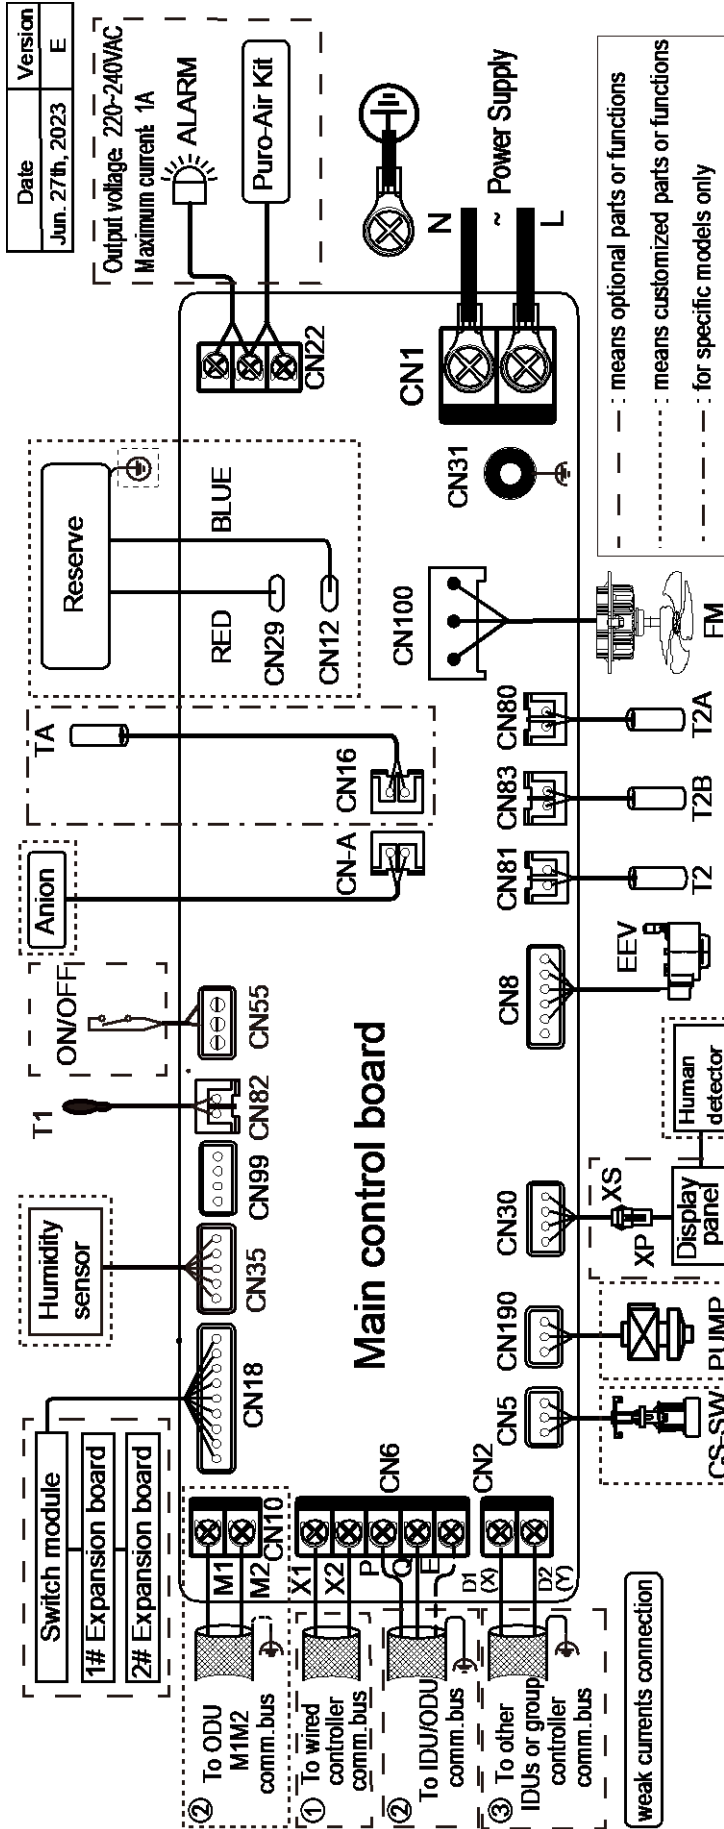 Date
Version
Jun. 27th, 2023
E
Output voltage: 220~240VAC
Maximum current: 1A
ALARM
Puro-Air Kit
CN22
N
~
L
Power Supply
CN1
CN31
Reserve
RED
BLUE
CN29
CN12
TA
CN16
Anion
CN-A
ON/OFF
CN55
T1
CN82
CN99
Humidity
sensor
CN35
Switch module
1# Expansion board
2# Expansion board
CN18
Main control board
② To ODU
M1M2
comm.bus
M1
M2
CN10
① To wired
controller
comm.bus
X1
X2
② To IDU/ODU
comm.bus
P
Q
E
CN6
③ To other
IDUs or group
controller
comm.bus
D1
(X)
D2
(Y)
CN2
CN5
CS-SW
CN190
PUMP
CN30
XS
XP
Display
panel
Human
detector
CN8
EEV
CN81
T2
CN83
T2B
CN80
T2A
CN100
FM
weak currents connection
: means optional parts or functions
: means customized parts or functions
: for specific models only